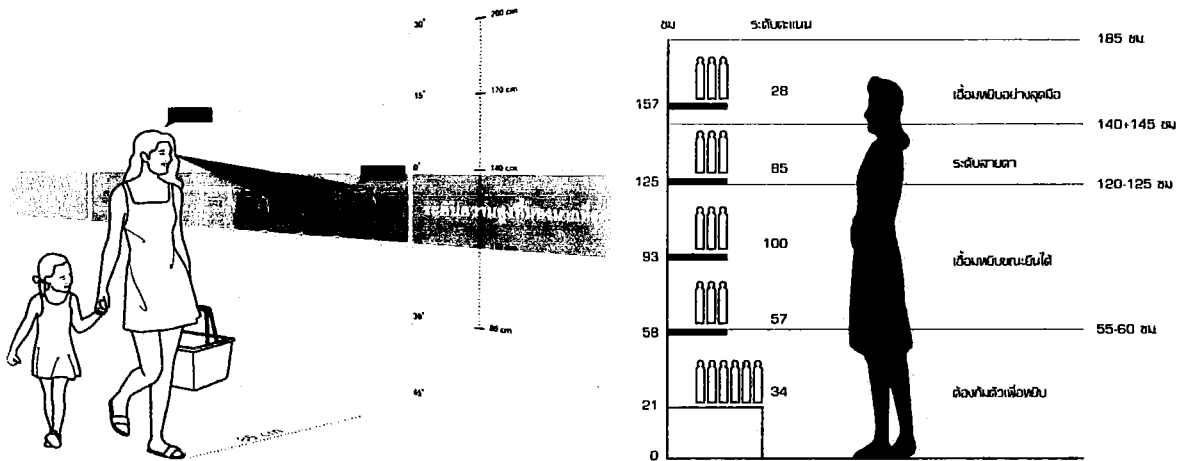 30°
200 cm
15°
170 cm
0°
140 cm
30°
80 cm
45°
ซม
ระดับคะแนน
185 ซม
28
เอื้อมหยิบอย่างสุดมือ
157
140+145 ซม
85
ระดับสายตา
125
120-125 ซม
100
93
เอื้อมหยิบขณะยืนได้
57
58
55-60 ซม
34
ต้องก้มตัวเพื่อหยิบ
21
0